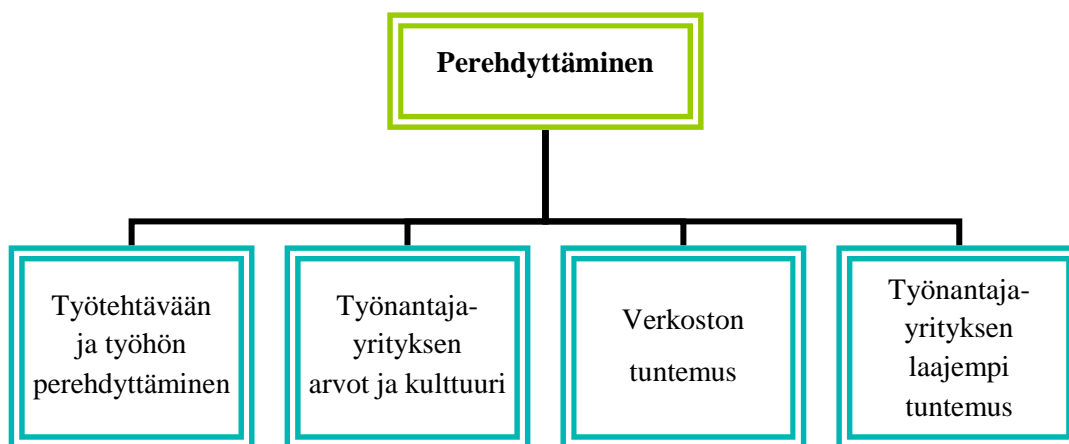 Perehdyttäminen
Työtehtävään
ja työhön
perehdyttäminen
Työnantaja-
yrityksen
arvot ja kulttuuri
Verkoston
tuntemus
Työnantaja-
yrityksen
laajempi
tuntemus